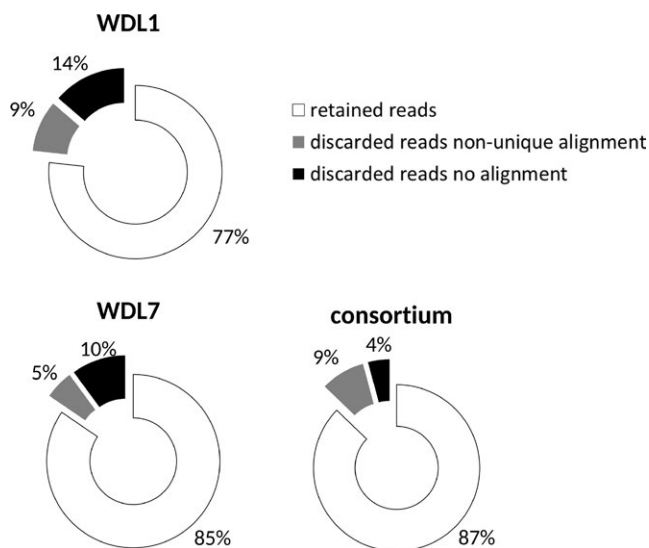 WDL1
14%
9%
77%
retained reads
discarded reads non-unique alignment
discarded reads no alignment
WDL7
10%
5%
85%
consortium
4%
9%
87%